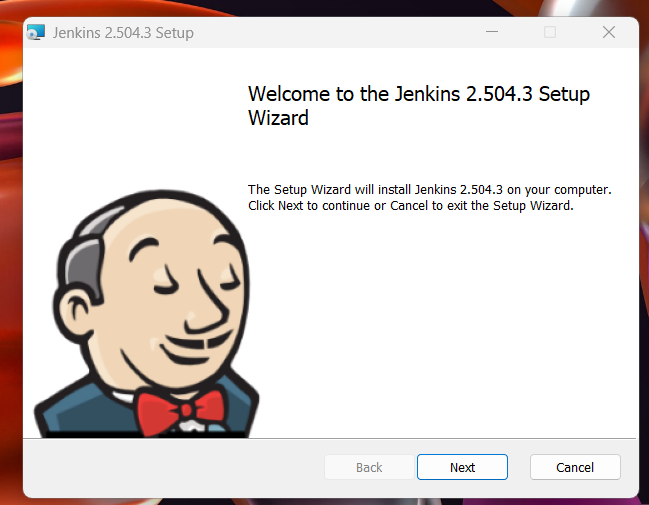 Jenkins 2.504.3 Setup
Welcome to the Jenkins 2.504.3 Setup
Wizard
The Setup Wizard will install Jenkins 2.504.3 on your computer.
Click Next to continue or Cancel to exit the Setup Wizard.
Back
Next
Cancel